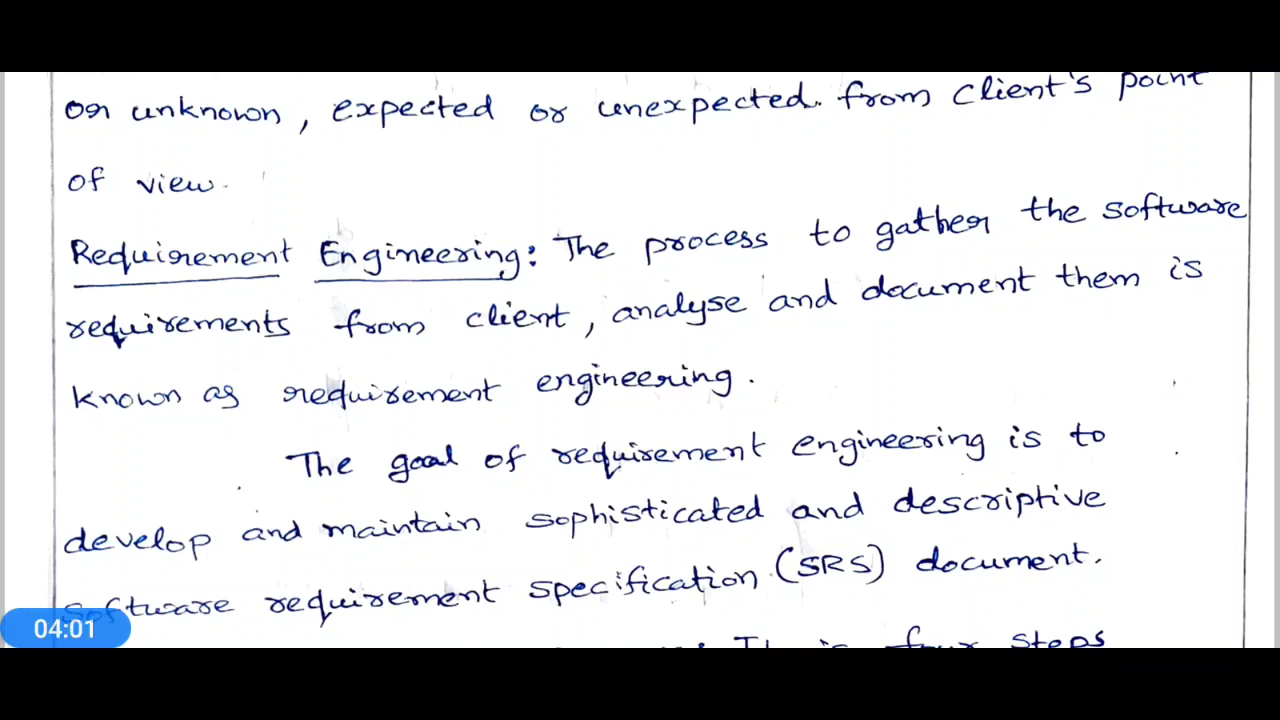 or unknown, expected or unexpected. from client's point
of view.
Requirement Engineering: The process to gather the software
requirements from client, analyse and document them is
known as requirement engineering.
The goal of requirement engineering is to
develop and maintain sophisticated and descriptive
software requirement specification (SRS) document.
04:01
four steps